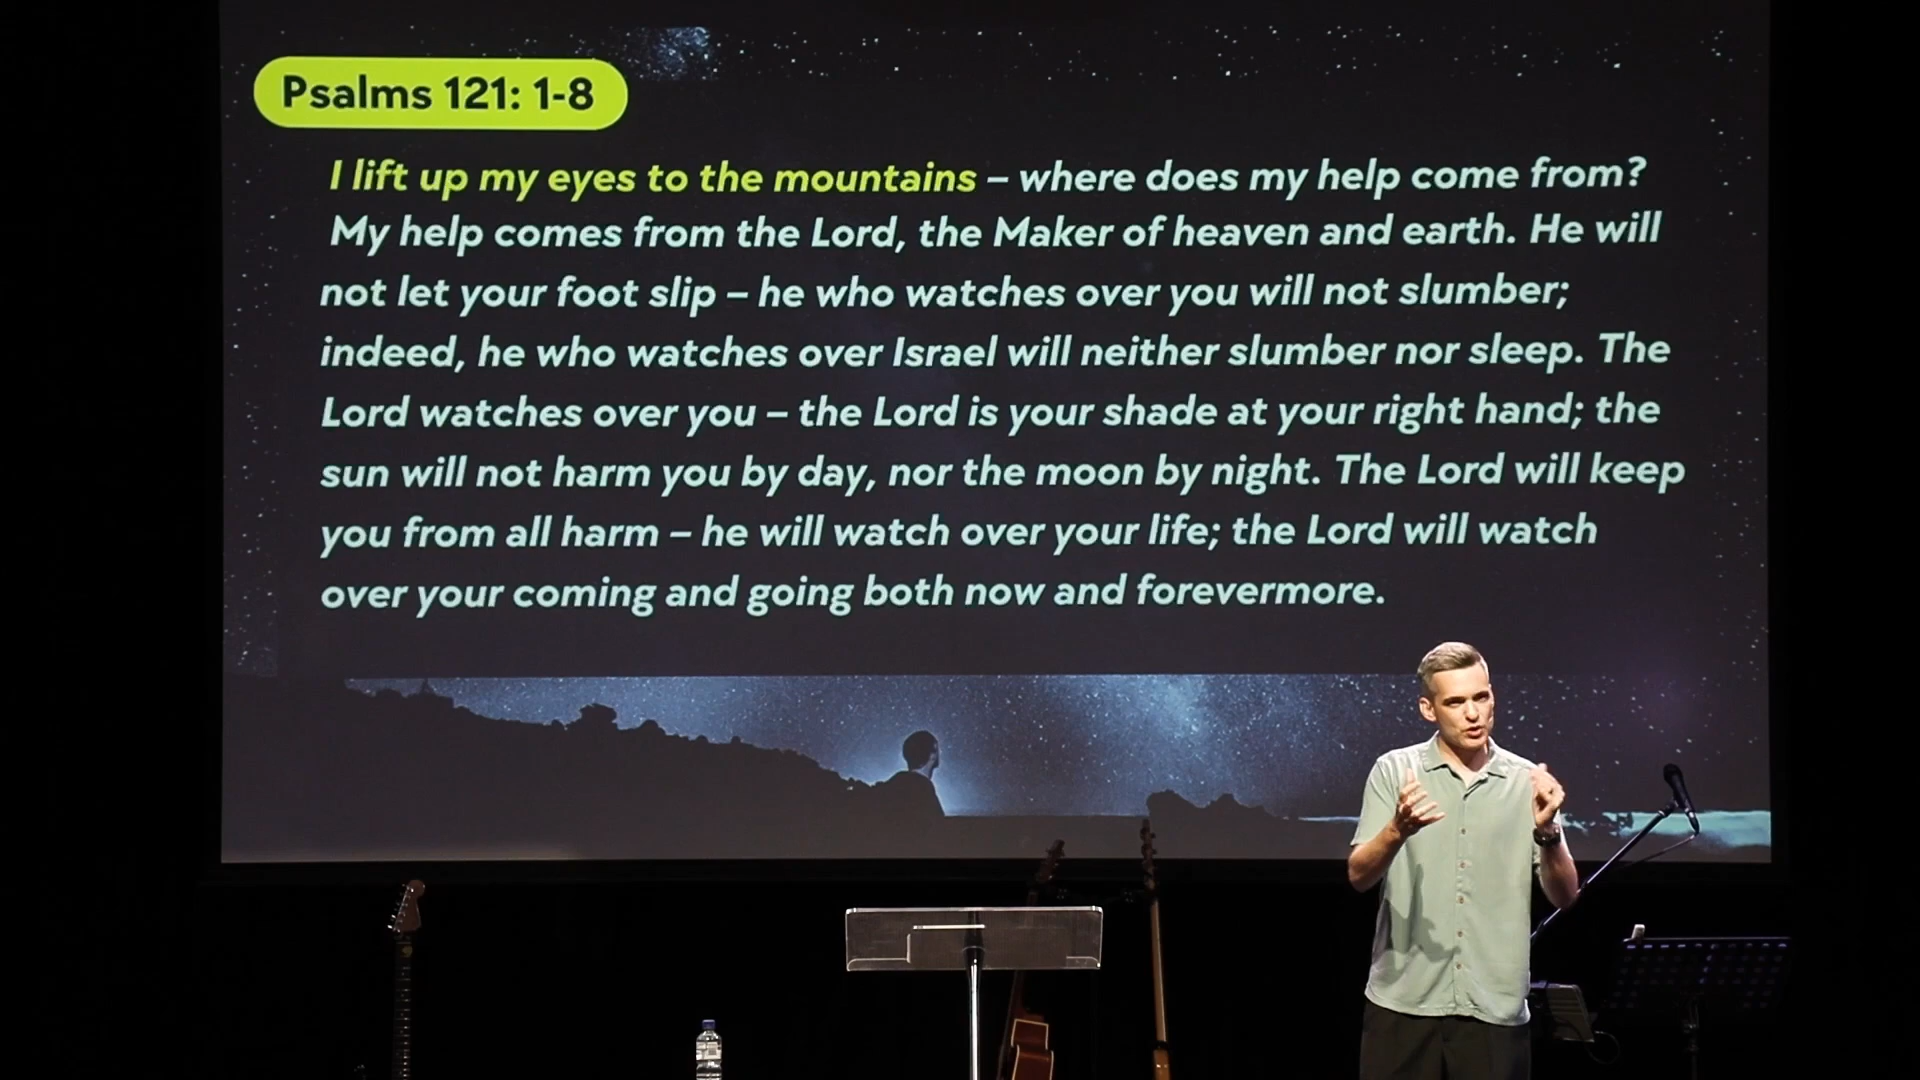 Psalms 121: 1-8
I lift up my eyes to the mountains – where does my help come from?
My help comes from the Lord, the Maker of heaven and earth. He will
not let your foot slip – he who watches over you will not slumber;
indeed, he who watches over Israel will neither slumber nor sleep. The
Lord watches over you – the Lord is your shade at your right hand; the
sun will not harm you by day, nor the moon by night. The Lord will keep
you from all harm – he will watch over your life; the Lord will watch
over your coming and going both now and forevermore.